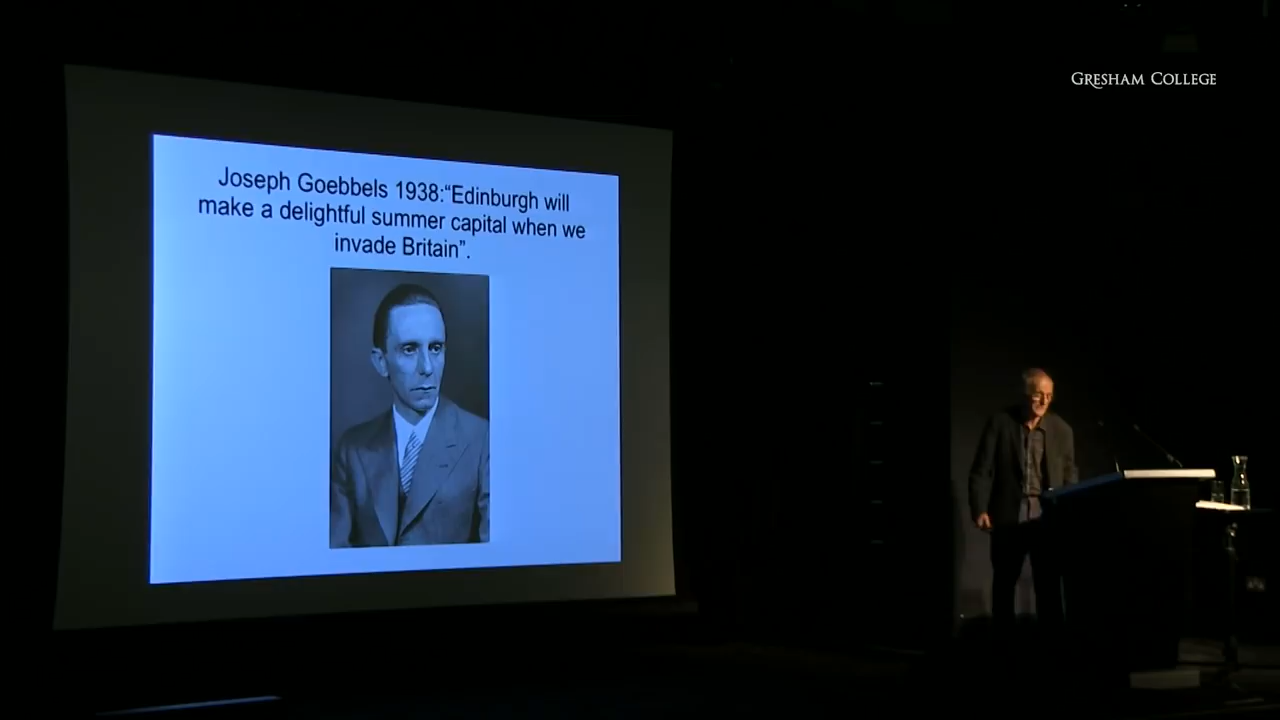 GRESHAM COLLEGE
Joseph Goebbels 1938:“Edinburgh will
make a delightful summer capital when we
invade Britain”.